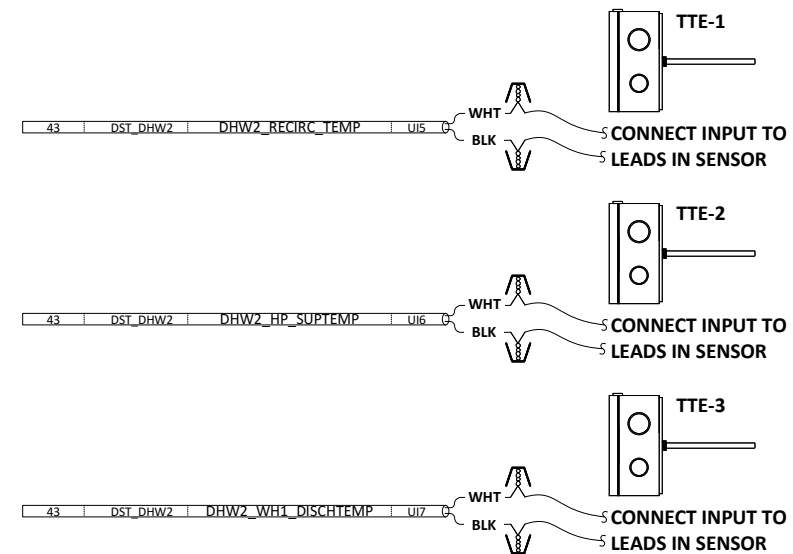 TTE-1
WHT
43 DST_DHW2 DHW2_RECIRC_TEMP UI5
BLK
CONNECT INPUT TO
LEADS IN SENSOR
TTE-2
WHT
43 DST_DHW2 DHW2_HP_SUPTEMP UI6
BLK
CONNECT INPUT TO
LEADS IN SENSOR
TTE-3
WHT
43 DST_DHW2 DHW2_WH1_DISCHTEMP UI7
BLK
CONNECT INPUT TO
LEADS IN SENSOR